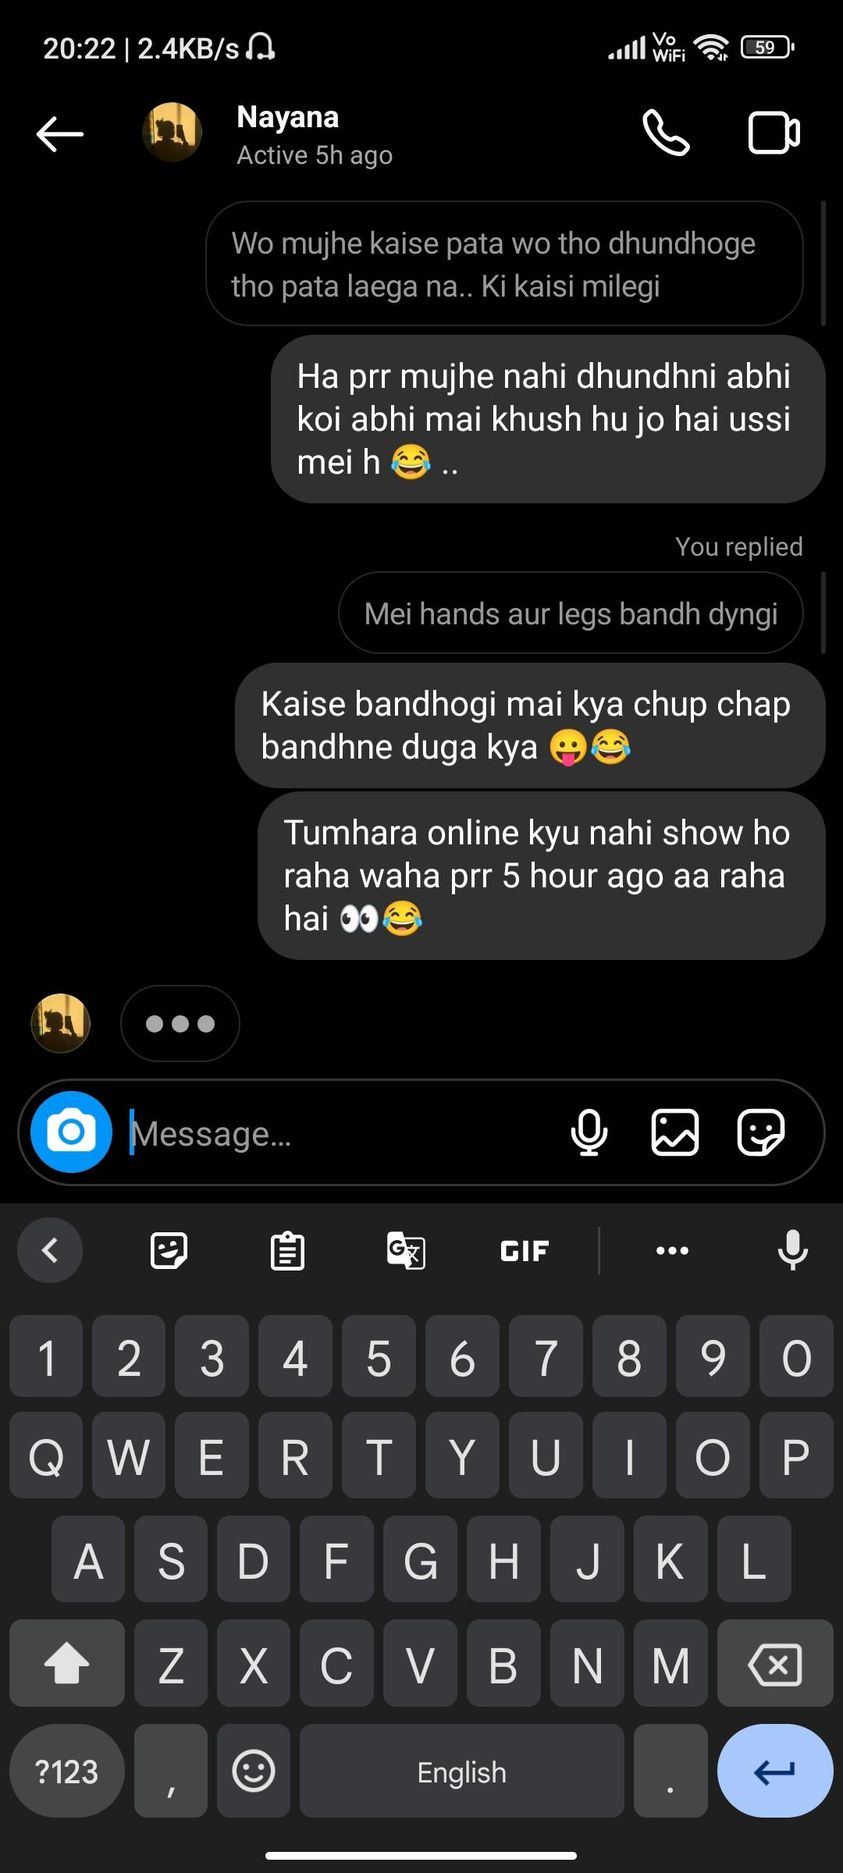 20:22 | 2.4KB/s
Vo
WiFi
59
Nayana
Active 5h ago
Wo mujhe kaise pata wo tho dhundhoge
tho pata laega na.. Ki kaisi milegi
Ha prr mujhe nahi dhundhni abhi
koi abhi mai khush hu jo hai ussi
mei h 😂 ..
You replied
Mei hands aur legs bandh dyngi
Kaise bandhogi mai kya chup chap
bandhne duga kya 😛😂
Tumhara online kyu nahi show ho
raha waha prr 5 hour ago aa raha
hai 👀😂
Message...
GIF
1 2 3 4 5 6 7 8 9 0
Q W E R T Y U I O P
A S D F G H J K L
Z X C V B N M
?123 , English .